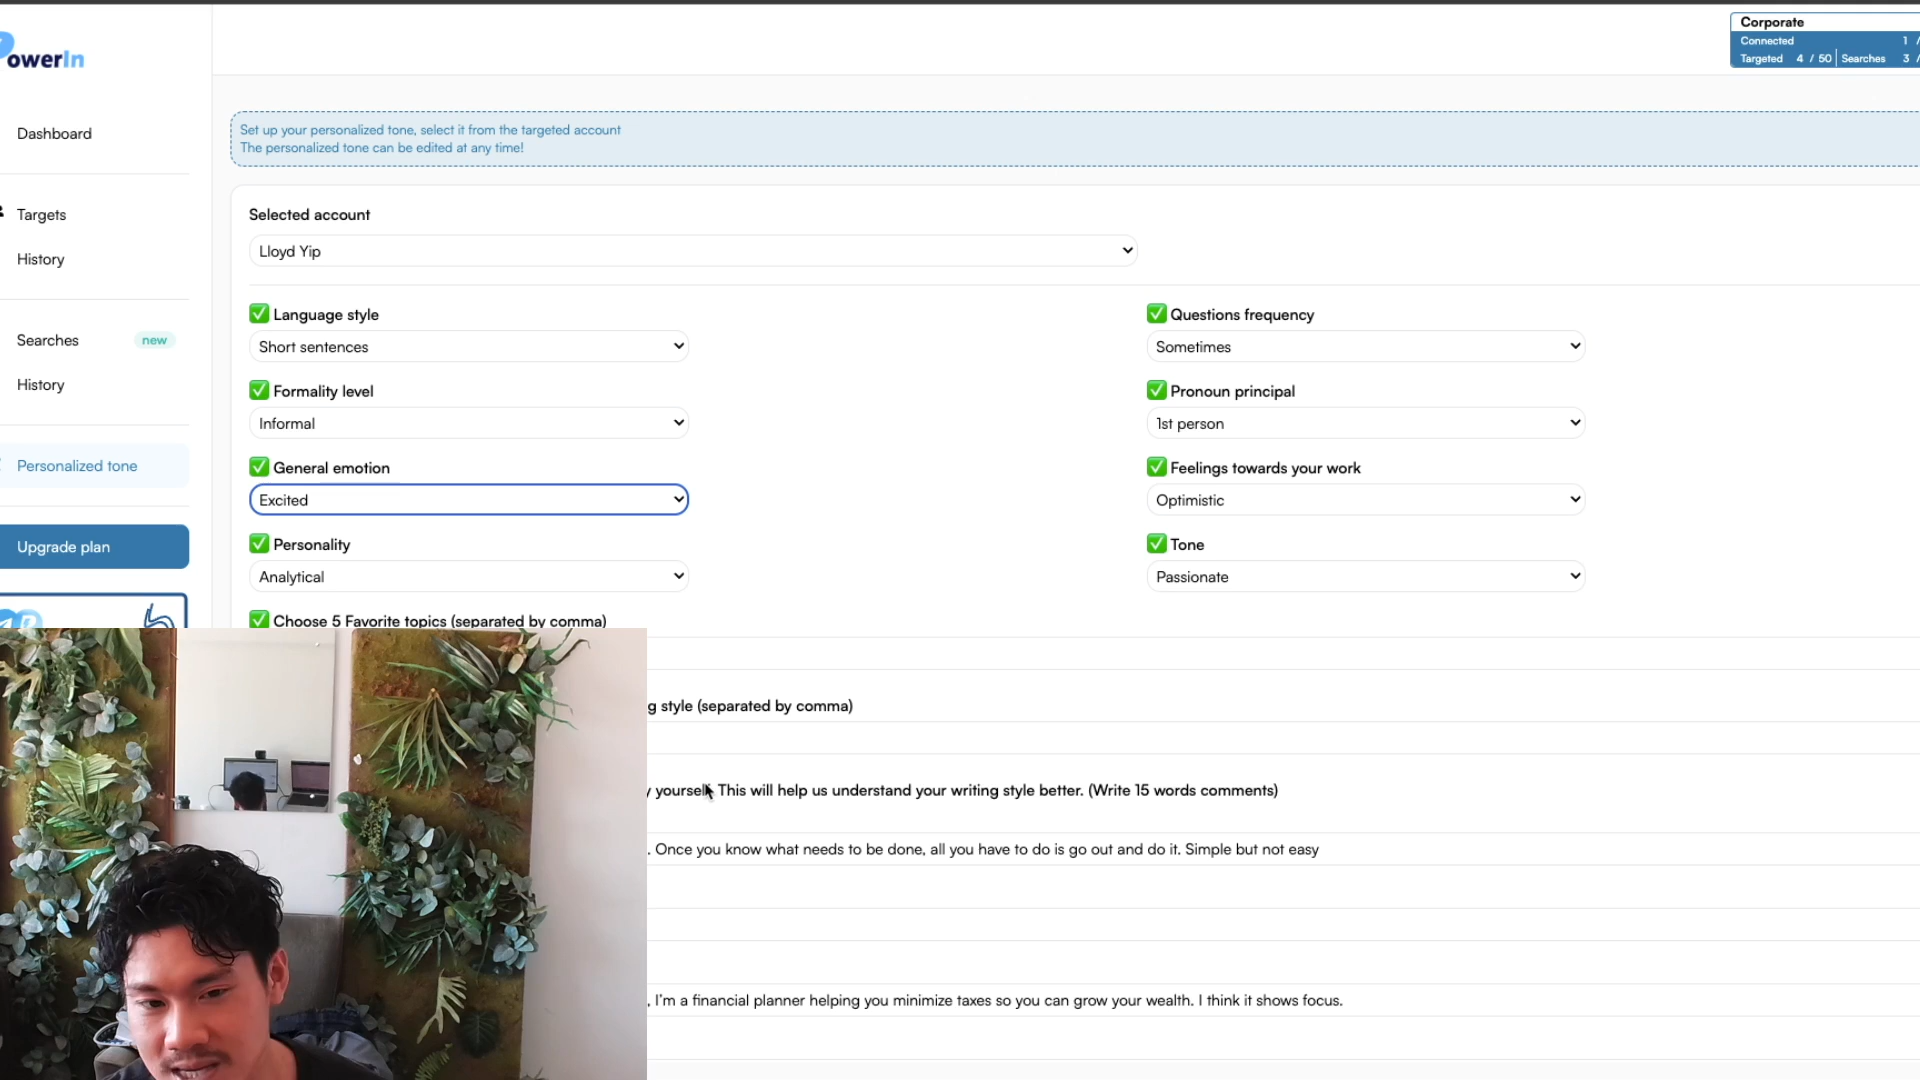 owerIn
Corporate
Connected 1 /
Targeted 4 / 50 Searches 3 /
Dashboard
Targets
History
Searches new
History
Personalized tone
Upgrade plan
Set up your personalized tone, select it from the targeted account
The personalized tone can be edited at any time!
Selected account
Lloyd Yip
Language style
Short sentences
Questions frequency
Sometimes
Formality level
Informal
Pronoun principal
1st person
General emotion
Excited
Feelings towards your work
Optimistic
Personality
Analytical
Tone
Passionate
Choose 5 Favorite topics (separated by comma)
g style (separated by comma)
y yourself. This will help us understand your writing style better. (Write 15 words comments)
. Once you know what needs to be done, all you have to do is go out and do it. Simple but not easy
, I'm a financial planner helping you minimize taxes so you can grow your wealth. I think it shows focus.